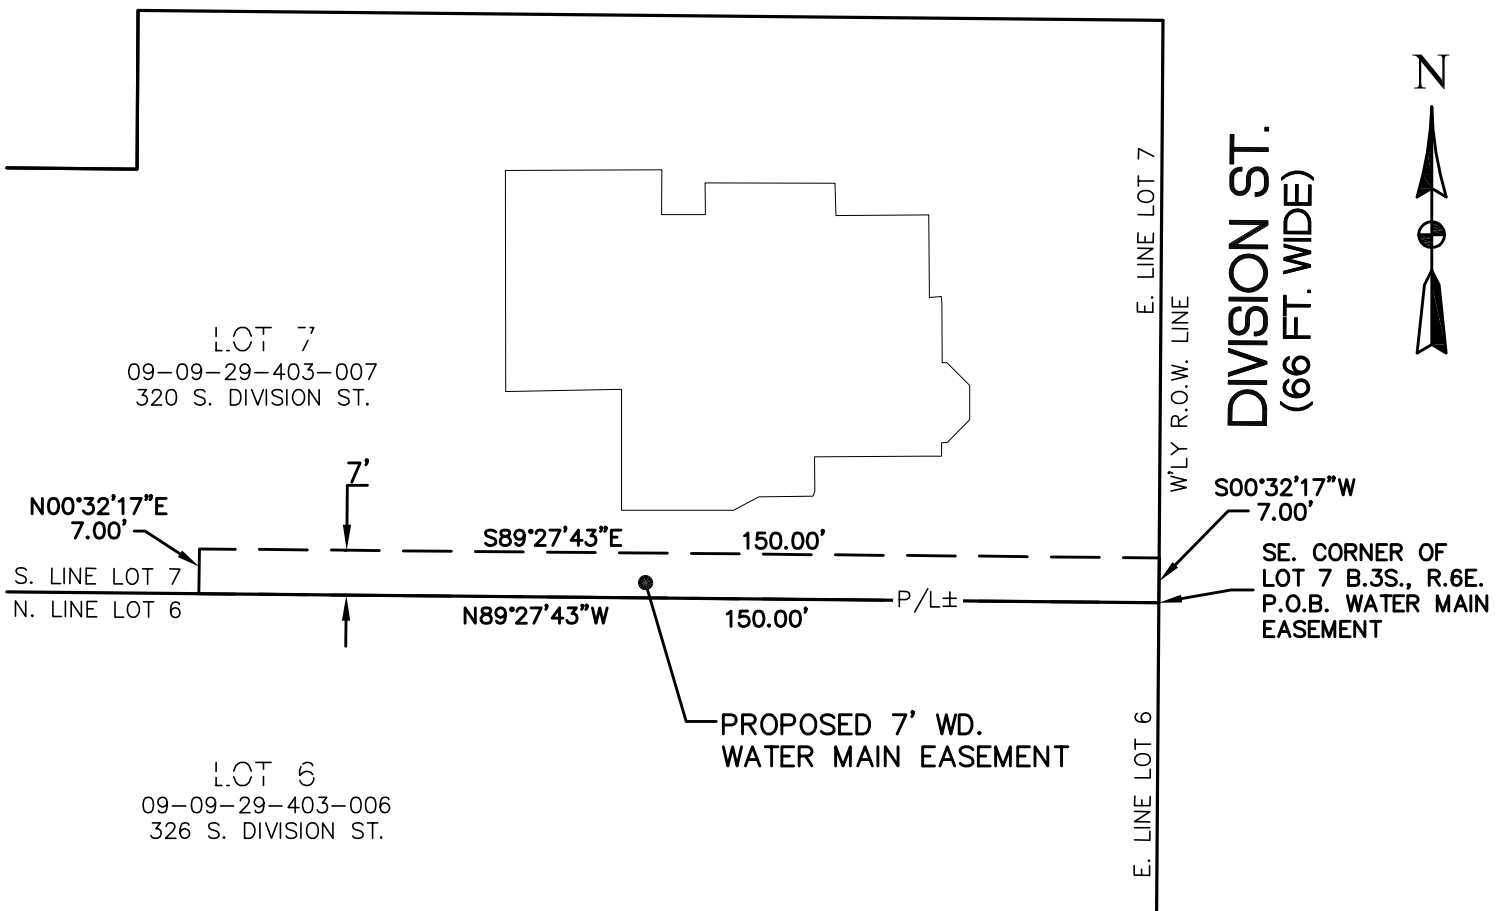 N
DIVISION ST.
(66 FT. WIDE)
E. LINE LOT 7
W'LY R.O.W. LINE
LOT 7
09-09-29-403-007
320 S. DIVISION ST.
7'
N00°32'17"E
7.00'
S89°27'43"E 150.00'
S00°32'17"W
7.00'
S. LINE LOT 7
N. LINE LOT 6
N89°27'43"W 150.00'
P/L±
SE. CORNER OF
LOT 7 B.3S., R.6E.
P.O.B. WATER MAIN
EASEMENT
PROPOSED 7' WD.
WATER MAIN EASEMENT
LOT 6
09-09-29-403-006
326 S. DIVISION ST.
E. LINE LOT 6